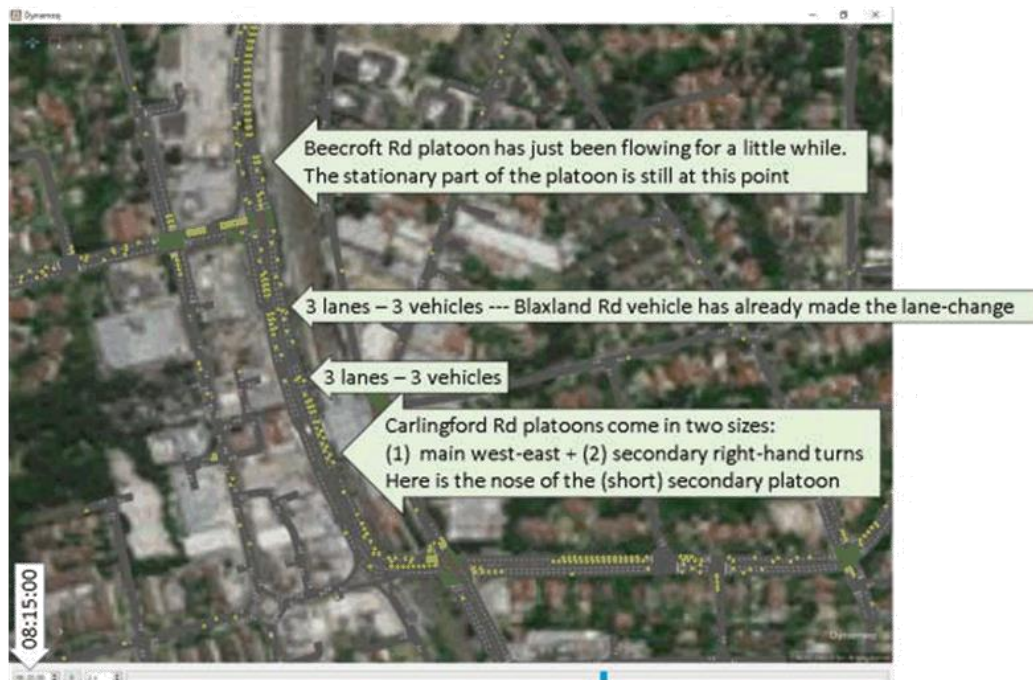 Dynameq
Beecroft Rd platoon has just been flowing for a little while.
The stationary part of the platoon is still at this point
3 lanes – 3 vehicles --- Blaxland Rd vehicle has already made the lane-change
3 lanes – 3 vehicles
Carlingford Rd platoons come in two sizes:
(1) main west-east + (2) secondary right-hand turns
Here is the nose of the (short) secondary platoon
08:15:00
Dynameq